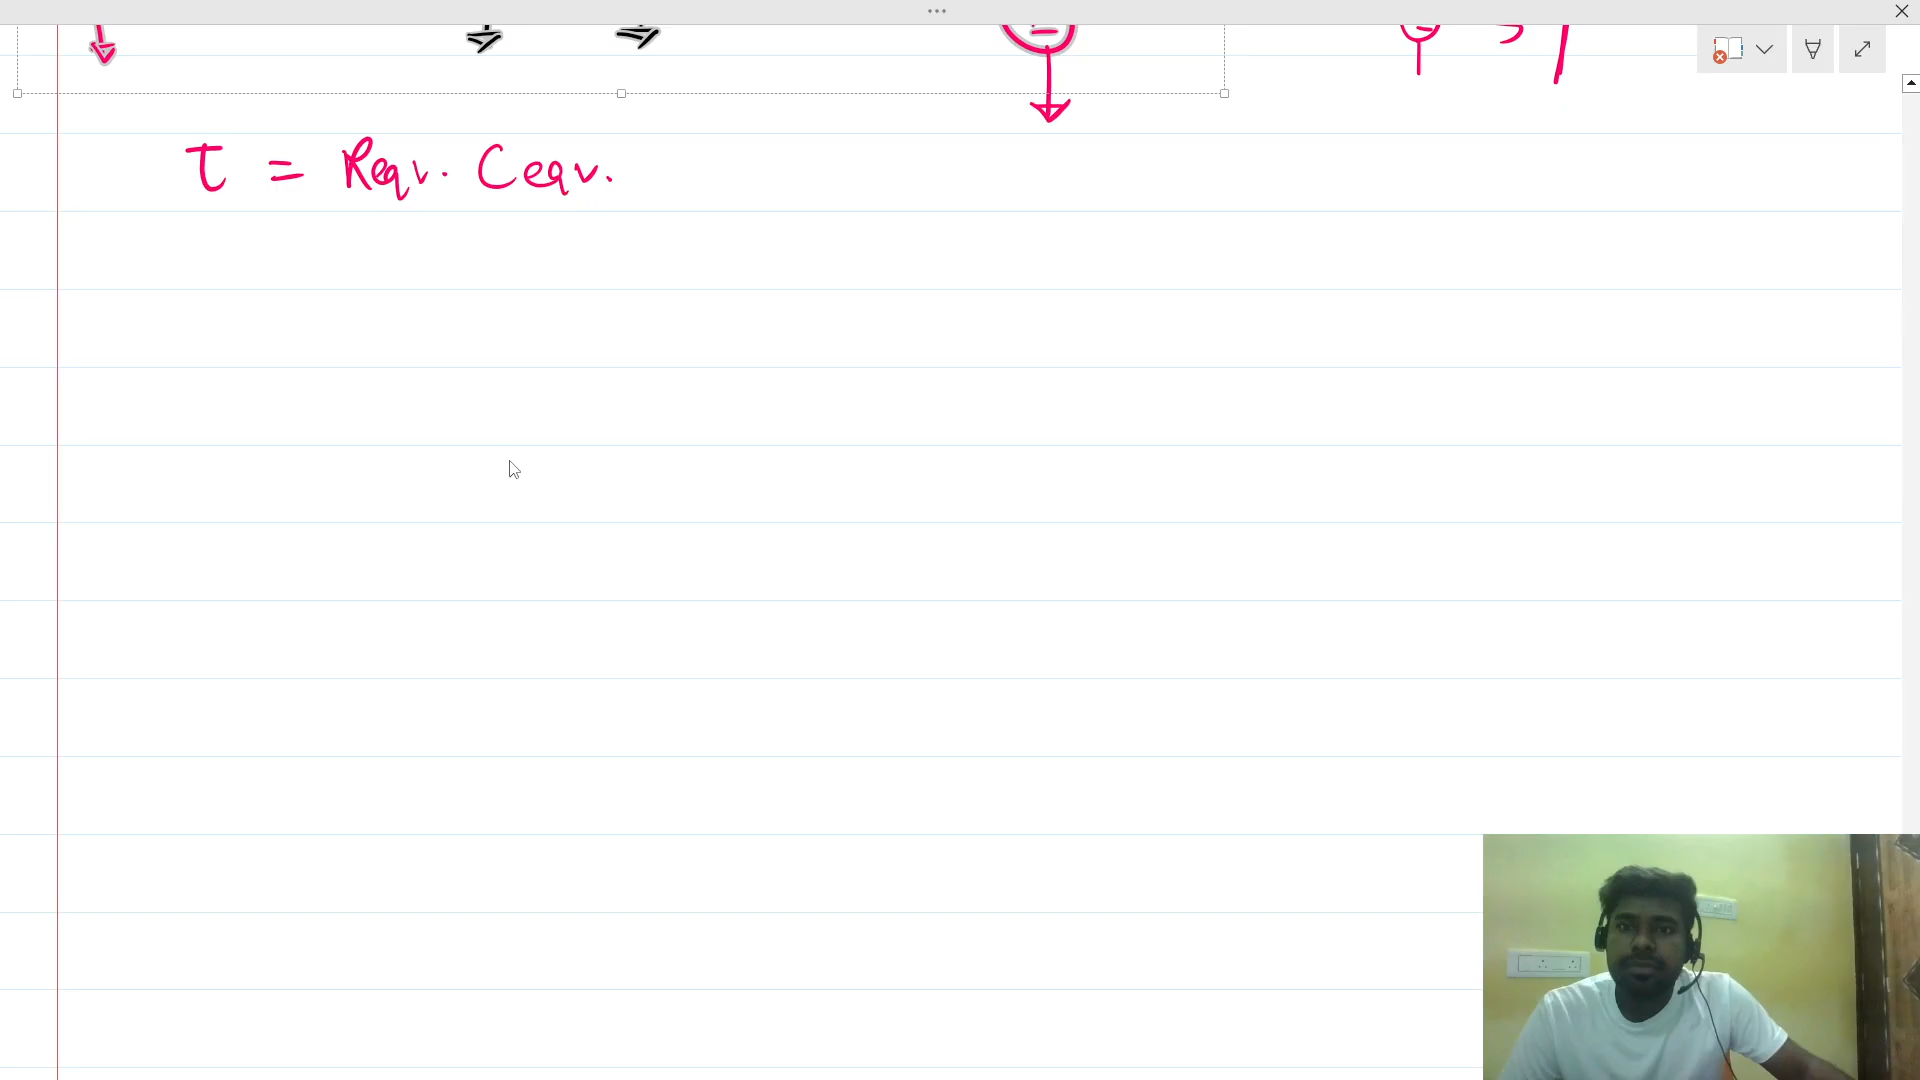 τ = Reqv. Ceqv.